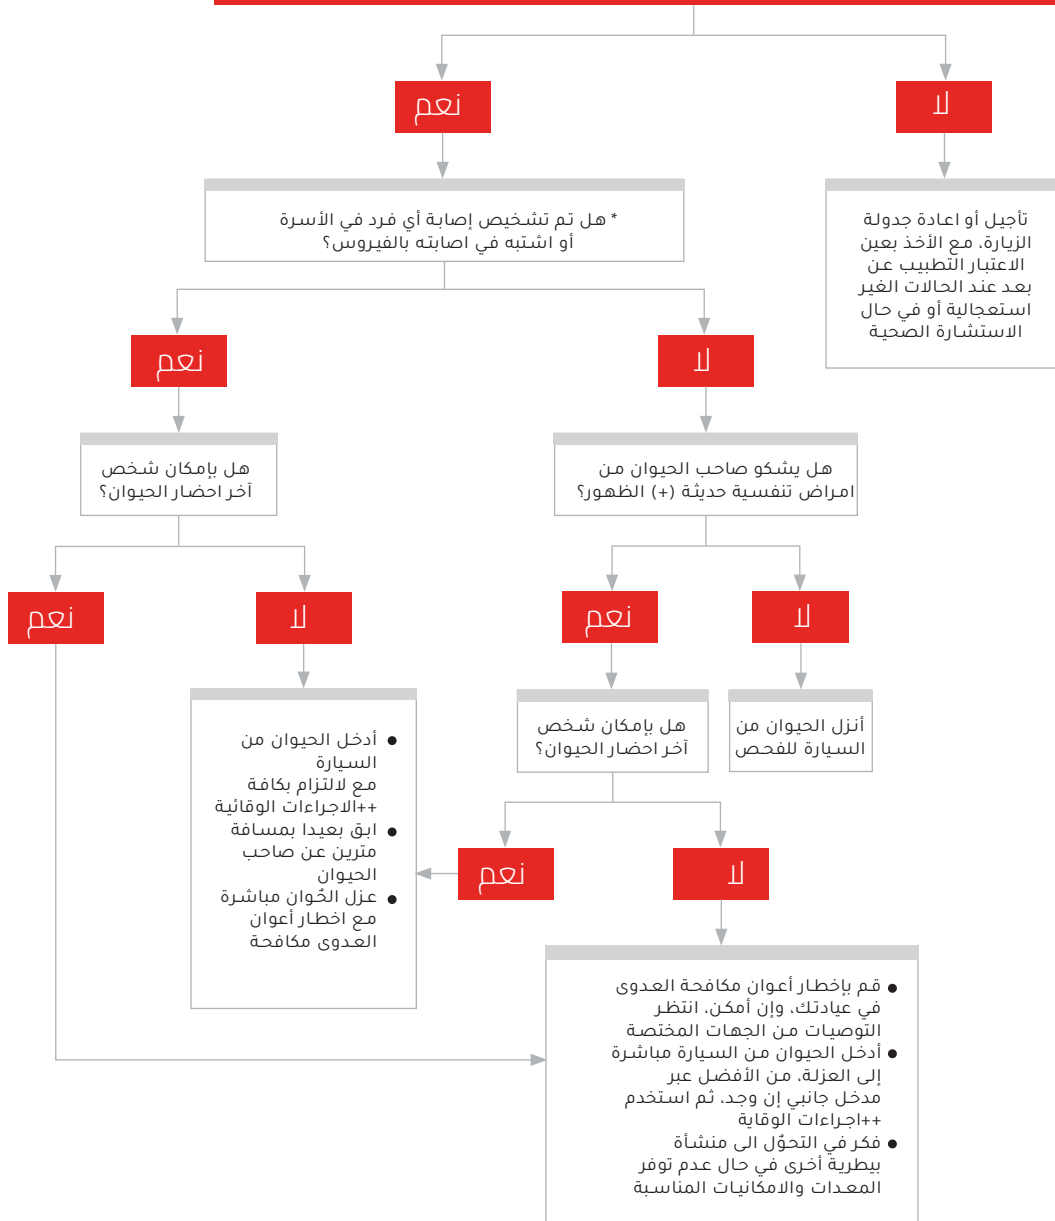 نعم
لا
* هل تم تشخيص إصابة أي فرد في الأسرة
أو اشتبه في اصابته بالفيروس؟
تأجيل أو اعادة جدولة
الزيارة، مع الأخذ بعين
الاعتبار التطبيب عن
بعد عند الحالات الغير
استعجالية أو في حال
الاستشارة الصحية
نعم
لا
هل بإمكان شخص
آخر احضار الحيوان؟
هل يشكو صاحب الحيوان من
امراض تنفسية حديثة (+) الظهور؟
نعم
لا
نعم
لا
● أدخل الحيوان من
السيارة
مع لالتزام بكافة
++الاجراءات الوقائية
● ابق بعيدا بمسافة
مترين عن صاحب
الحيوان
● عزل الحٌوان مباشرة
مع اخطار أعوان
العدوى مكافحة
هل بإمكان شخص
آخر احضار الحيوان؟
أنزل الحيوان من
السيارة للفحص
نعم
لا
● قم بإخطار أعوان مكافحة العدوى
في عيادتك، وإن أمكن، انتظر
التوصيات من الجهات المختصة
● أدخل الحيوان من السيارة مباشرة
إلى العزلة، من الأفضل عبر
مدخل جانبي إن وجد، ثم استخدم
++اجراءات الوقاية
● فكر في التحوٌل الى منشأة
بيطرية أخرى في حال عدم توفر
المعدات والامكانيات المناسبة